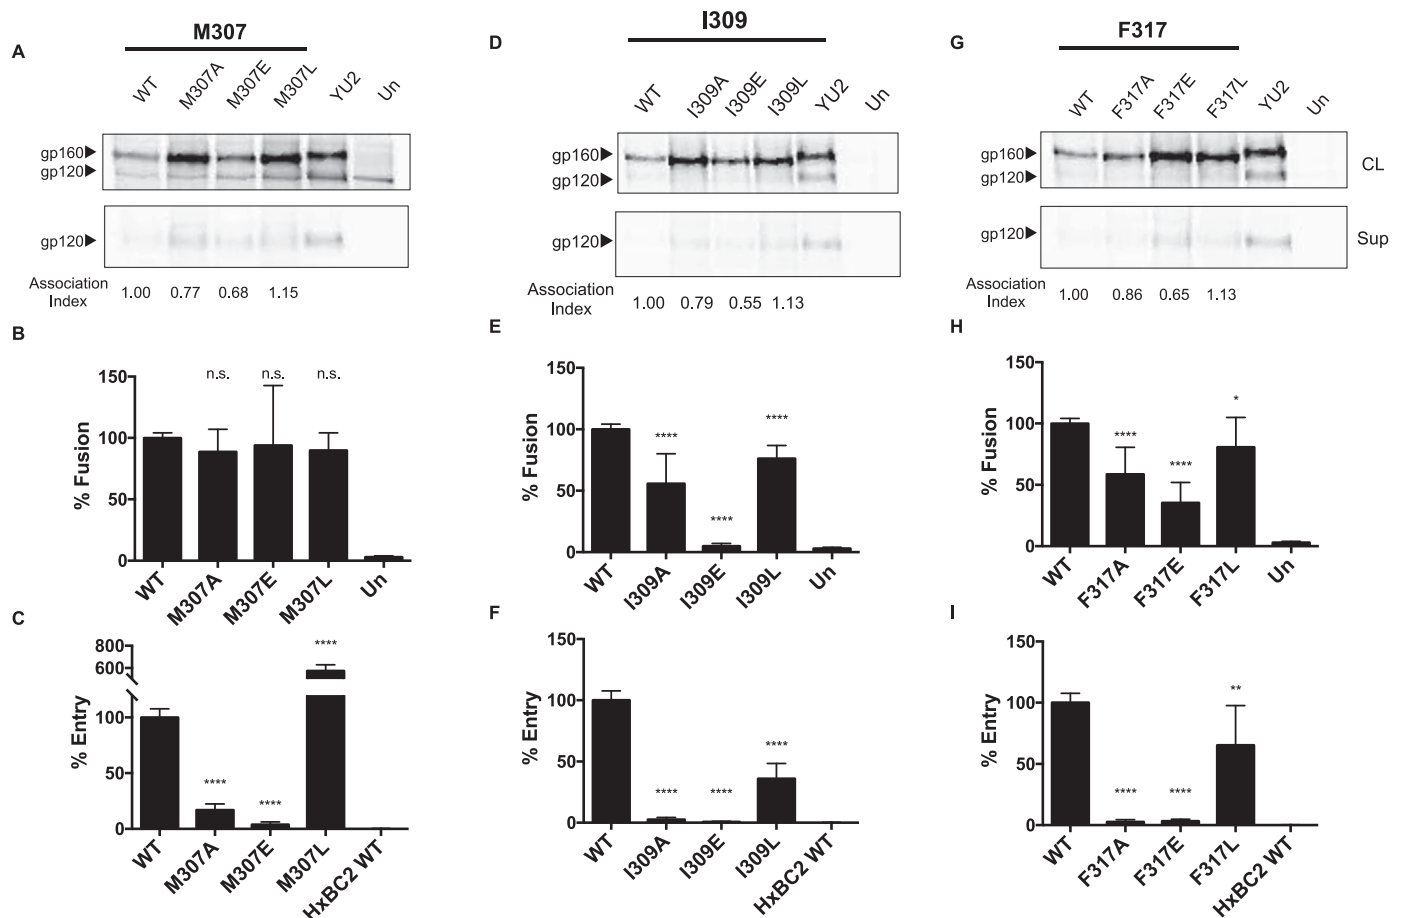 M307
A
WT
M307A
M307E
M307L
YU2
Un
gp160
gp120
gp120
Association
Index
1.00 0.77 0.68 1.15
B
150
100
50
0
% Fusion
n.s. n.s. n.s.
WT
M307A
M307E
M307L
Un
C
800
600
100
50
0
% Entry
****
****
****
WT
M307A
M307E
M307L
HxBC2 WT
I309
D
WT
I309A
I309E
I309L
YU2
Un
gp160
gp120
gp120
Association
Index
1.00 0.79 0.55 1.13
E
150
100
50
0
% Fusion
****
****
****
WT
I309A
I309E
I309L
Un
F
150
100
50
0
% Entry
****
****
****
WT
I309A
I309E
I309L
HxBC2 WT
F317
G
WT
F317A
F317E
F317L
YU2
Un
gp160
gp120
CL
gp120
Sup
Association
Index
1.00 0.86 0.65 1.13
H
150
100
50
0
% Fusion
****
****
*
WT
F317A
F317E
F317L
Un
I
150
100
50
0
% Entry
****
****
**
WT
F317A
F317E
F317L
HxBC2 WT